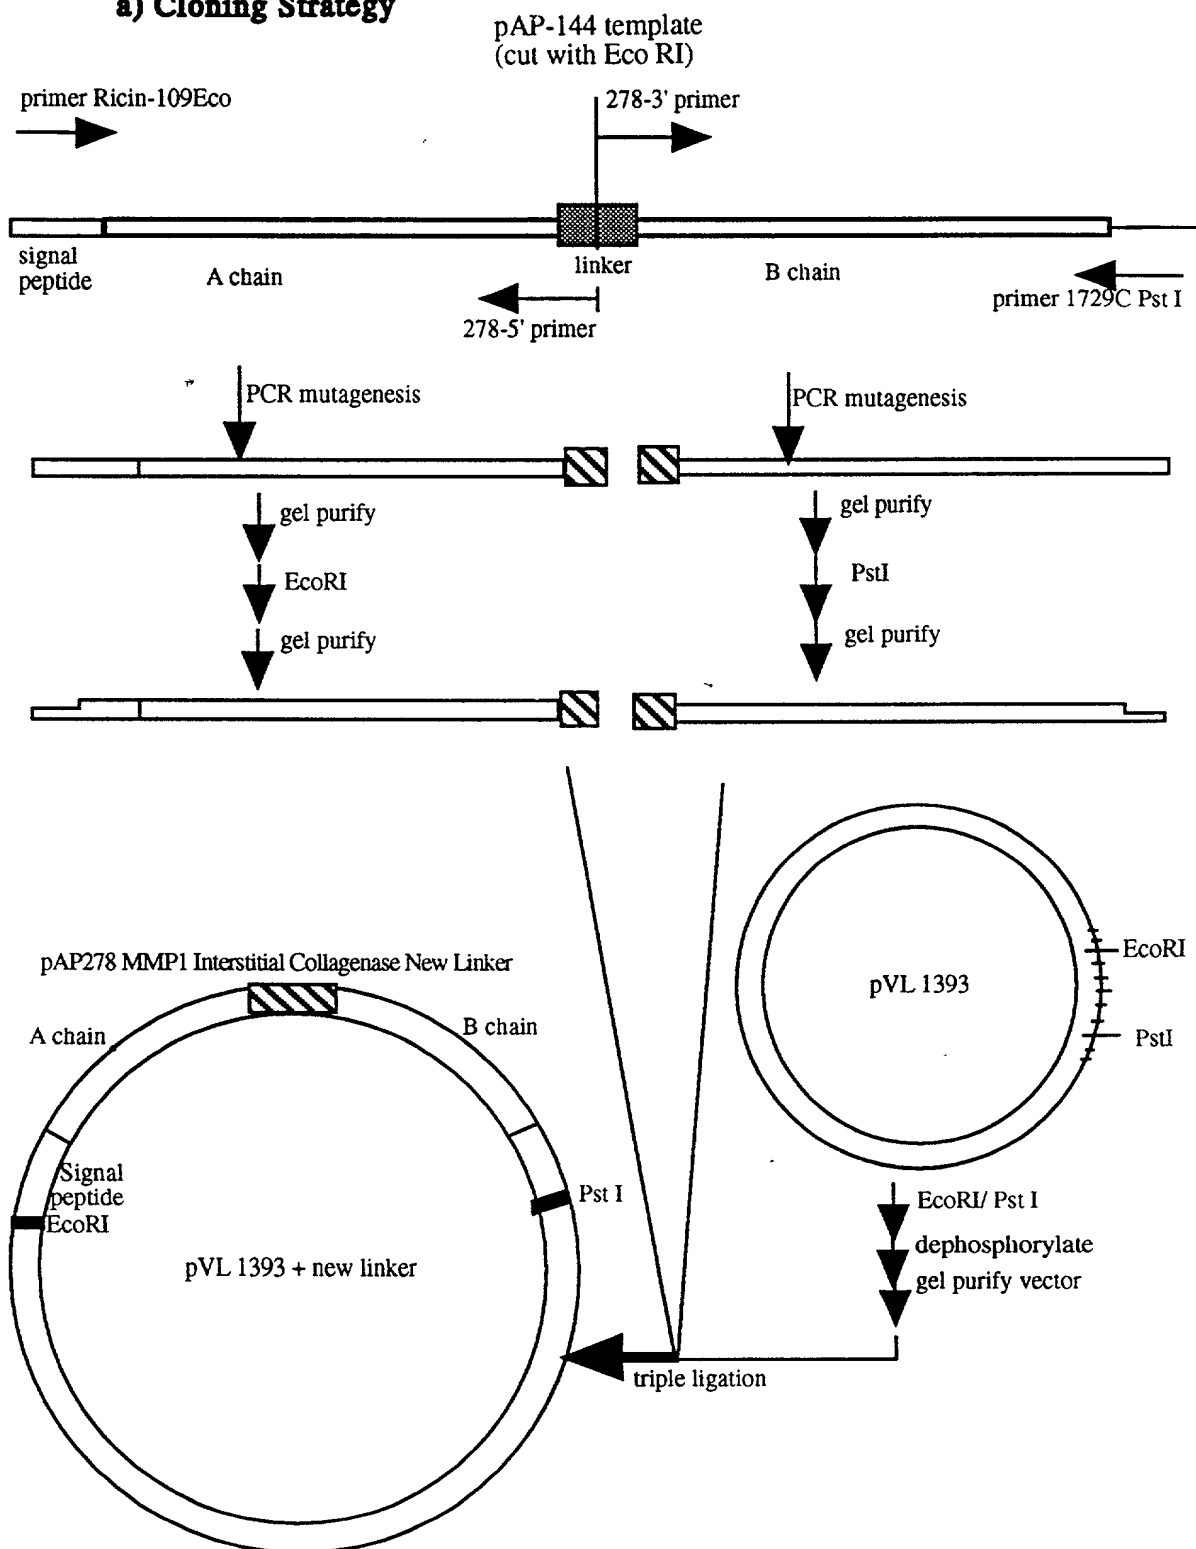 a) Cloning Strategy
pAP-144 template
(cut with Eco RI)
primer Ricin-109Eco
278-3' primer
signal
peptide
A chain
linker
B chain
278-5' primer
primer 1729C Pst I
PCR mutagenesis
PCR mutagenesis
gel purify
gel purify
EcoRI
PstI
gel purify
gel purify
pAP278 MMP1 Interstitial Collagenase New Linker
A chain
B chain
pVL 1393
EcoRI
PstI
Signal
peptide
EcoRI
Pst I
pVL 1393 + new linker
EcoRI/ Pst I
dephosphorylate
gel purify vector
triple ligation